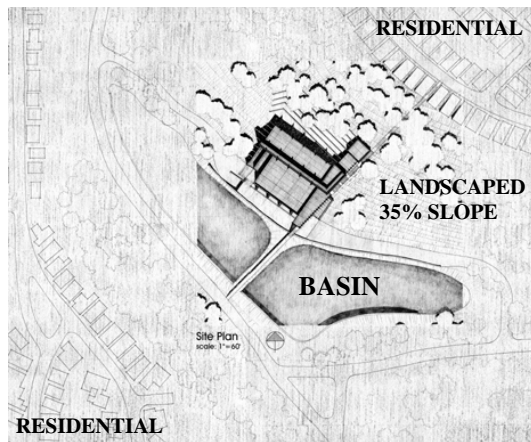 RESIDENTIAL
LANDSCAPED
35% SLOPE
BASIN
Site Plan
scale: 1"=60'
RESIDENTIAL